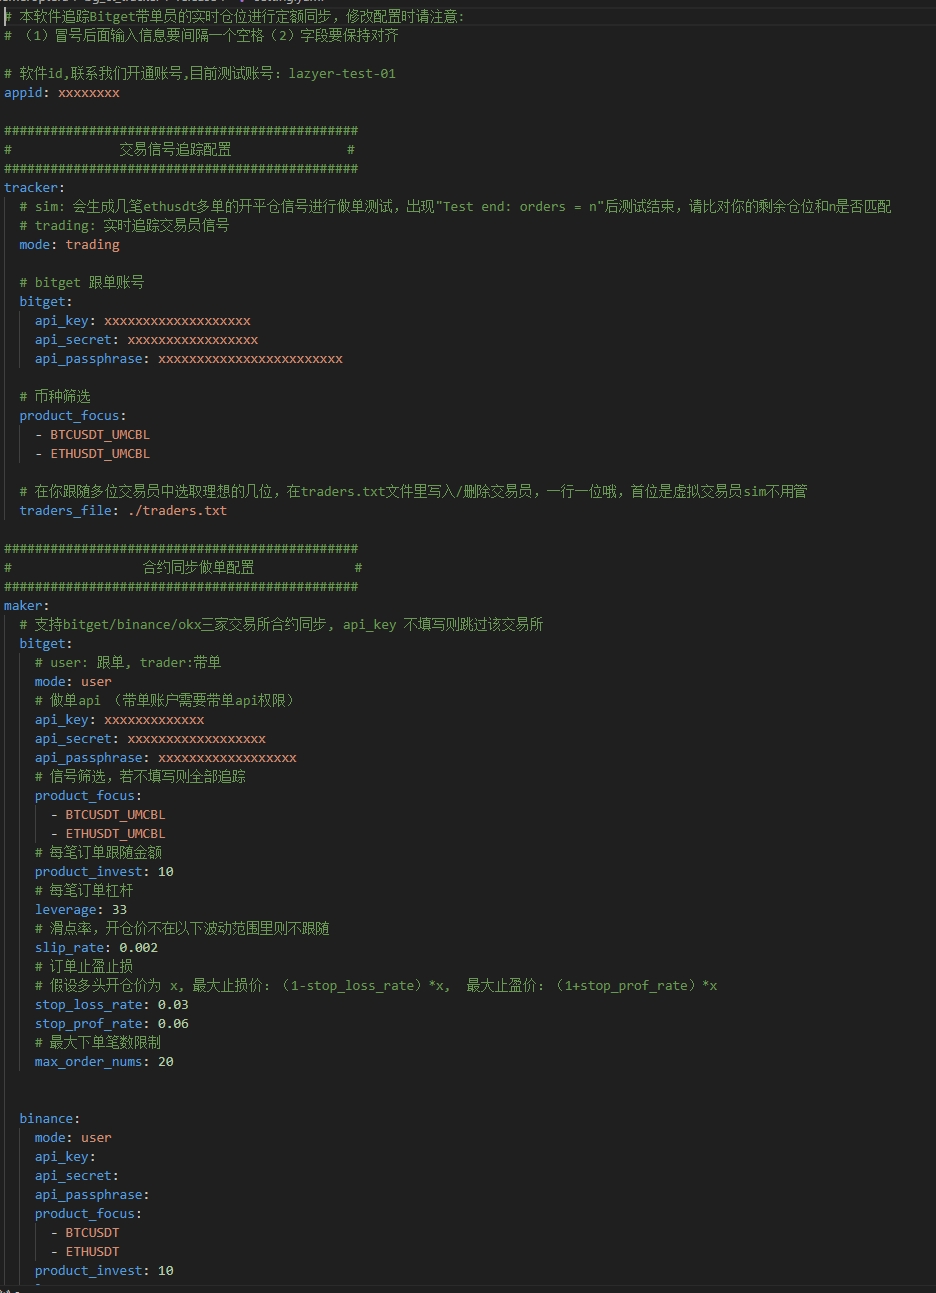 # 本软件追踪Bitget带单员的实时仓位进行定额同步，修改配置时请注意:
# （1）冒号后面输入信息要间隔一个空格（2）字段要保持对齐
# 软件id,联系我们开通账号,目前测试账号: lazyer-test-01
appid: xxxxxxxx
##############################################
# 交易信号追踪配置 #
##############################################
tracker:
# sim: 会生成几笔ethusdt多单的开平仓信号进行做单测试，出现"Test end: orders = n"后测试结束，请比对你的剩余仓位和n是否匹配
# trading: 实时追踪交易员信号
mode: trading
# bitget 跟单账号
bitget:
api_key: xxxxxxxxxxxxxxxxxxx
api_secret: xxxxxxxxxxxxxxxxx
api_passphrase: xxxxxxxxxxxxxxxxxxxxxxxx
# 币种筛选
product_focus:
- BTCUSDT_UMCBL
- ETHUSDT_UMCBL
# 在你跟随多位交易员中选取理想的几位，在traders.txt文件里写入/删除交易员，一行一位哦，首位是虚拟交易员sim不用管
traders_file: ./traders.txt
##############################################
# 合约同步做单配置 #
##############################################
maker:
# 支持bitget/binance/okx三家交易所合约同步, api_key 不填写则跳过该交易所
bitget:
# user: 跟单, trader:带单
mode: user
# 做单api （带单账户需要带单api权限）
api_key: xxxxxxxxxxxxx
api_secret: xxxxxxxxxxxxxxxxxx
api_passphrase: xxxxxxxxxxxxxxxxxx
# 信号筛选，若不填写则全部追踪
product_focus:
- BTCUSDT_UMCBL
- ETHUSDT_UMCBL
# 每笔订单跟随金额
product_invest: 10
# 每笔订单杠杆
leverage: 33
# 滑点率，开仓价不在以下波动范围里则不跟随
slip_rate: 0.002
# 订单止盈止损
# 假设多头开仓价为 x, 最大止损价:（1-stop_loss_rate）*x, 最大止盈价:（1+stop_prof_rate）*x
stop_loss_rate: 0.03
stop_prof_rate: 0.06
# 最大下单笔数限制
max_order_nums: 20
binance:
mode: user
api_key:
api_secret:
api_passphrase:
product_focus:
- BTCUSDT
- ETHUSDT
product_invest: 10